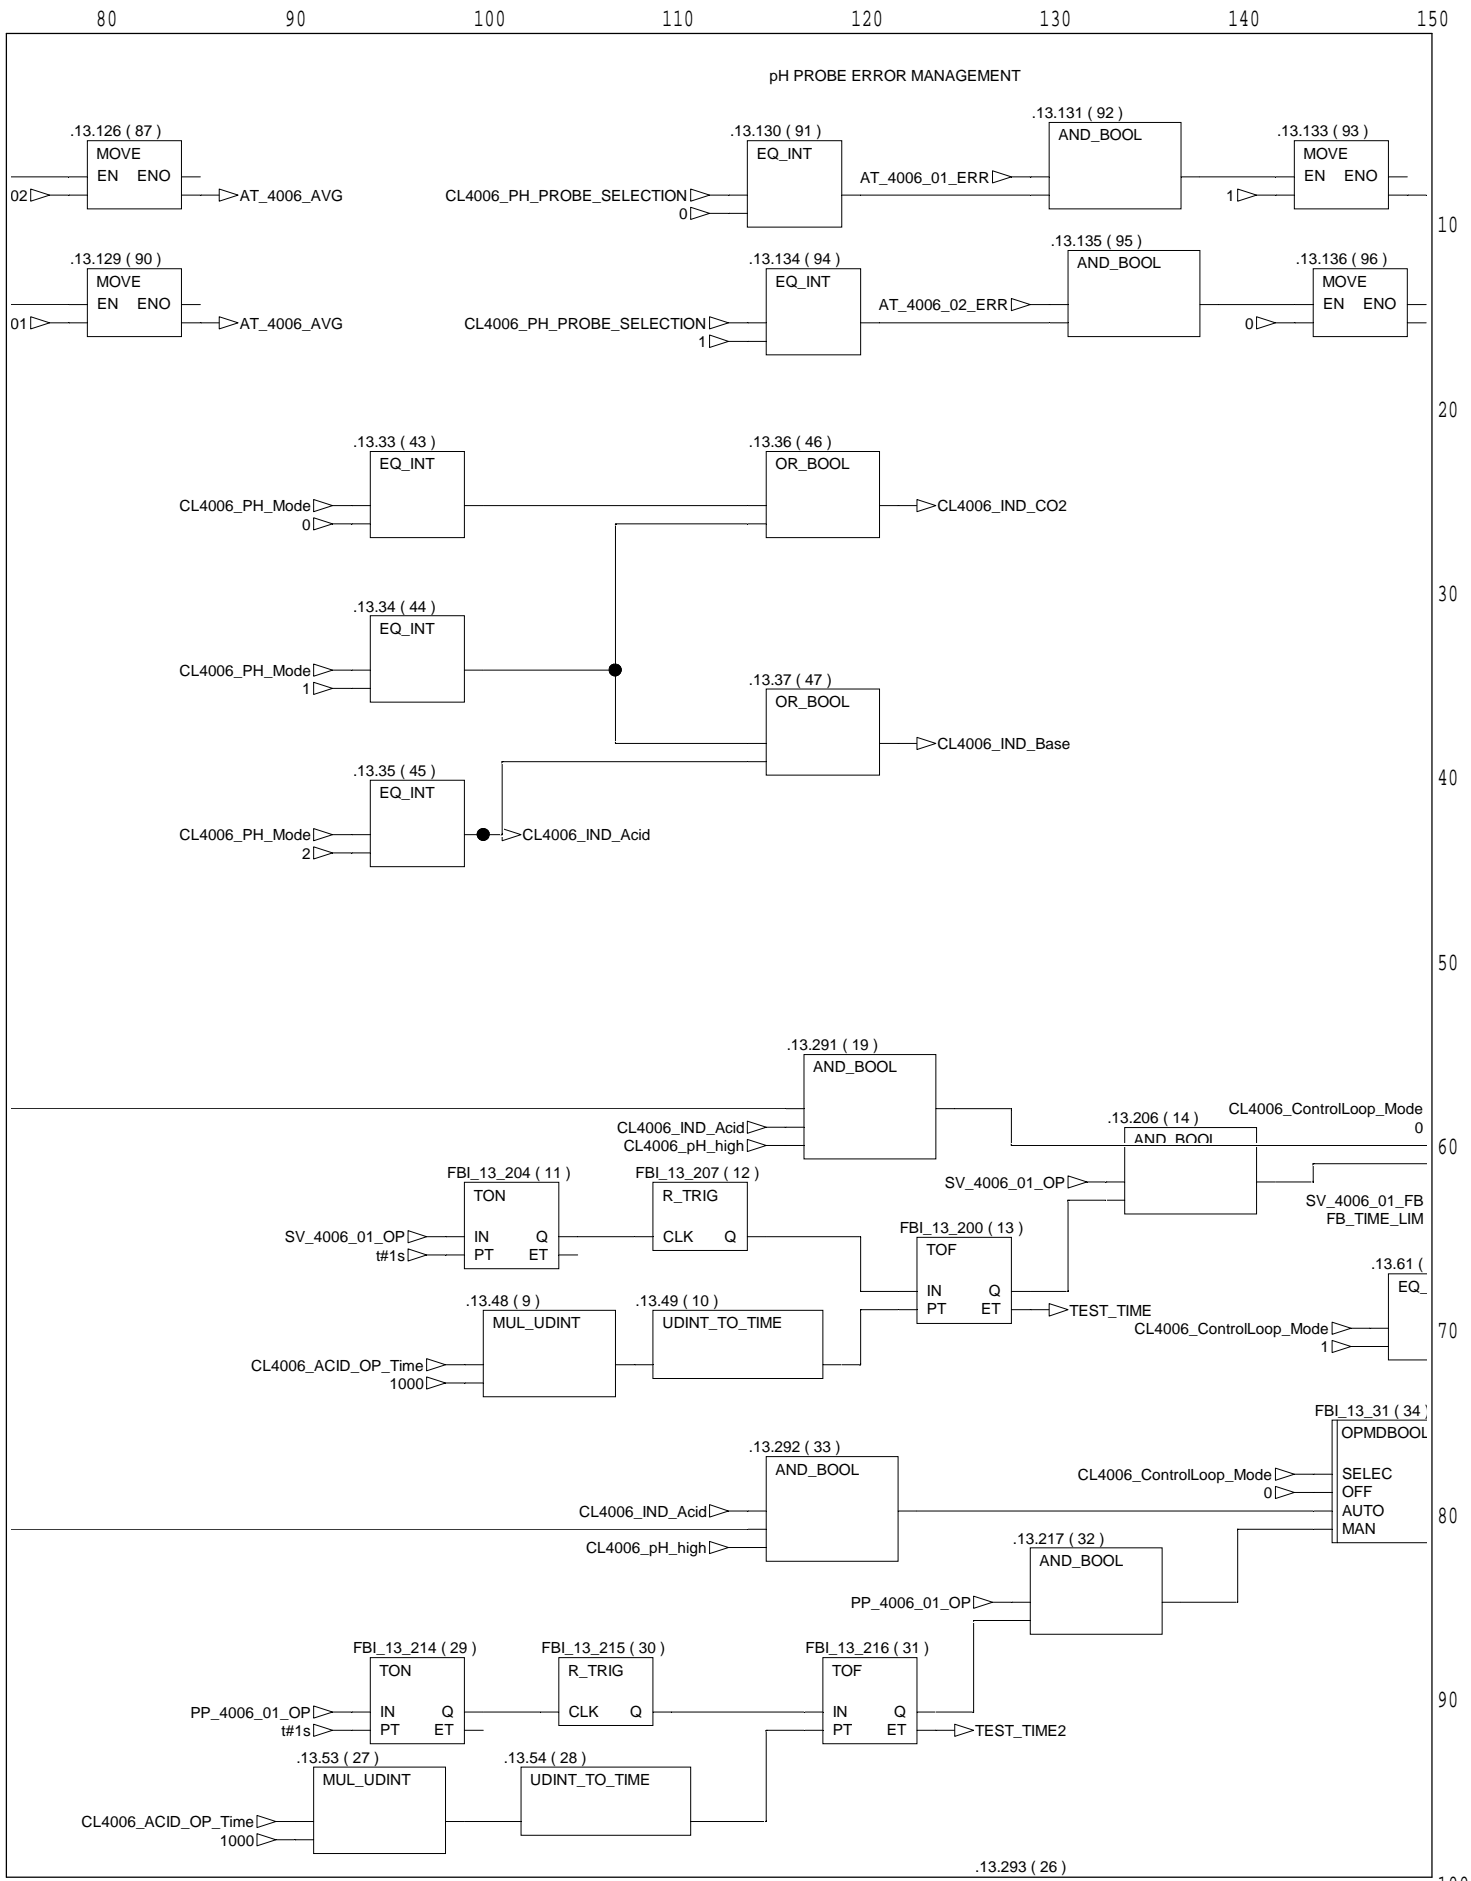 80 90 100 110 120 130 140 150
pH PROBE ERROR MANAGEMENT
.13.126 ( 87 )
MOVE
EN ENO
02
AT_4006_AVG
.13.130 ( 91 )
EQ_INT
CL4006_PH_PROBE_SELECTION
0
.13.131 ( 92 )
AND_BOOL
AT_4006_01_ERR
.13.133 ( 93 )
MOVE
EN ENO
1
10
.13.129 ( 90 )
MOVE
EN ENO
01
AT_4006_AVG
.13.134 ( 94 )
EQ_INT
CL4006_PH_PROBE_SELECTION
1
.13.135 ( 95 )
AND_BOOL
AT_4006_02_ERR
.13.136 ( 96 )
MOVE
EN ENO
0
20
.13.33 ( 43 )
EQ_INT
CL4006_PH_Mode
0
.13.36 ( 46 )
OR_BOOL
CL4006_IND_CO2
30
.13.34 ( 44 )
EQ_INT
CL4006_PH_Mode
1
.13.37 ( 47 )
OR_BOOL
CL4006_IND_Base
40
.13.35 ( 45 )
EQ_INT
CL4006_PH_Mode
2
CL4006_IND_Acid
50
.13.291 ( 19 )
AND_BOOL
CL4006_IND_Acid
CL4006_pH_high
CL4006_ControlLoop_Mode
0
60
.13.206 ( 14 )
AND_BOOL
SV_4006_01_OP
SV_4006_01_FB
FB_TIME_LIM
FBI_13_204 ( 11 )
TON
SV_4006_01_OP
IN Q
t#1s
PT ET
FBI_13_207 ( 12 )
R_TRIG
CLK Q
FBI_13_200 ( 13 )
TOF
IN Q
PT ET
TEST_TIME
.13.61 (
EQ_
CL4006_ControlLoop_Mode
1
70
.13.48 ( 9 )
MUL_UDINT
CL4006_ACID_OP_Time
1000
.13.49 ( 10 )
UDINT_TO_TIME
FBI_13_31 ( 34 )
OPMDBOOL
CL4006_ControlLoop_Mode
SELEC
0
OFF
AUTO
MAN
80
.13.292 ( 33 )
AND_BOOL
CL4006_IND_Acid
CL4006_pH_high
.13.217 ( 32 )
AND_BOOL
PP_4006_01_OP
FBI_13_214 ( 29 )
TON
PP_4006_01_OP
IN Q
t#1s
PT ET
FBI_13_215 ( 30 )
R_TRIG
CLK Q
FBI_13_216 ( 31 )
TOF
IN Q
PT ET
TEST_TIME2
90
.13.53 ( 27 )
MUL_UDINT
CL4006_ACID_OP_Time
1000
.13.54 ( 28 )
UDINT_TO_TIME
.13.293 ( 26 )